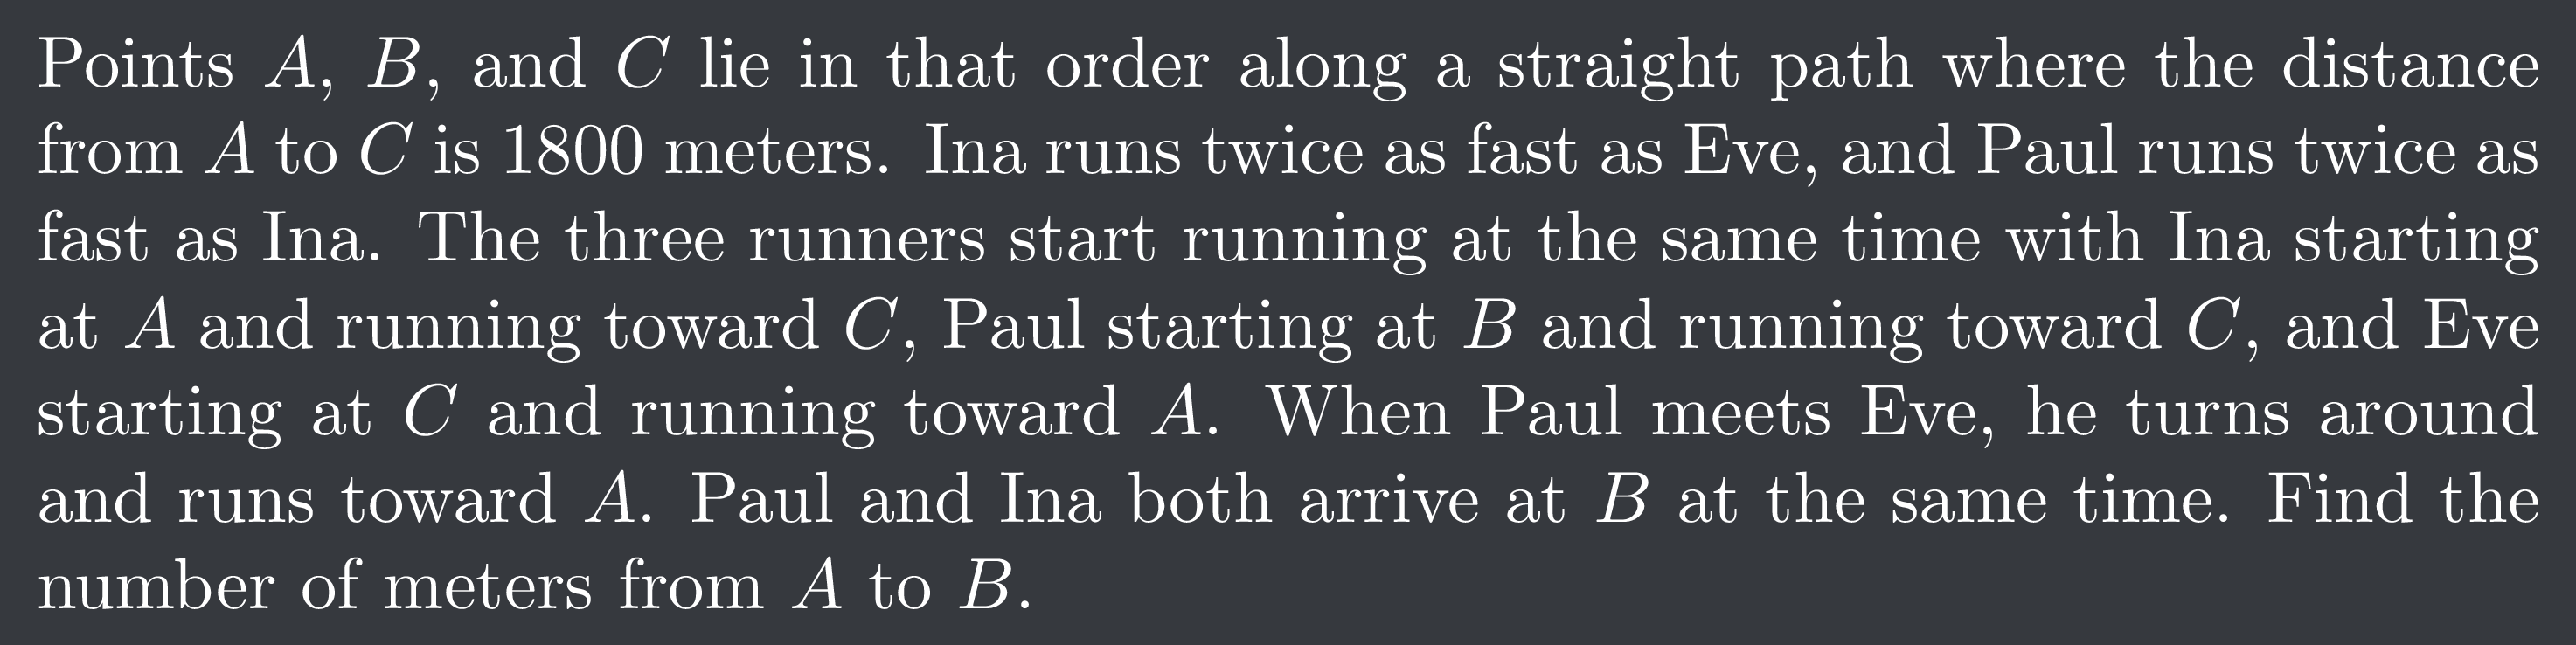 Points A, B, and C lie in that order along a straight path where the distance
from A to C is 1800 meters. Ina runs twice as fast as Eve, and Paul runs twice as
fast as Ina. The three runners start running at the same time with Ina starting
at A and running toward C, Paul starting at B and running toward C, and Eve
starting at C and running toward A. When Paul meets Eve, he turns around
and runs toward A. Paul and Ina both arrive at B at the same time. Find the
number of meters from A to B.